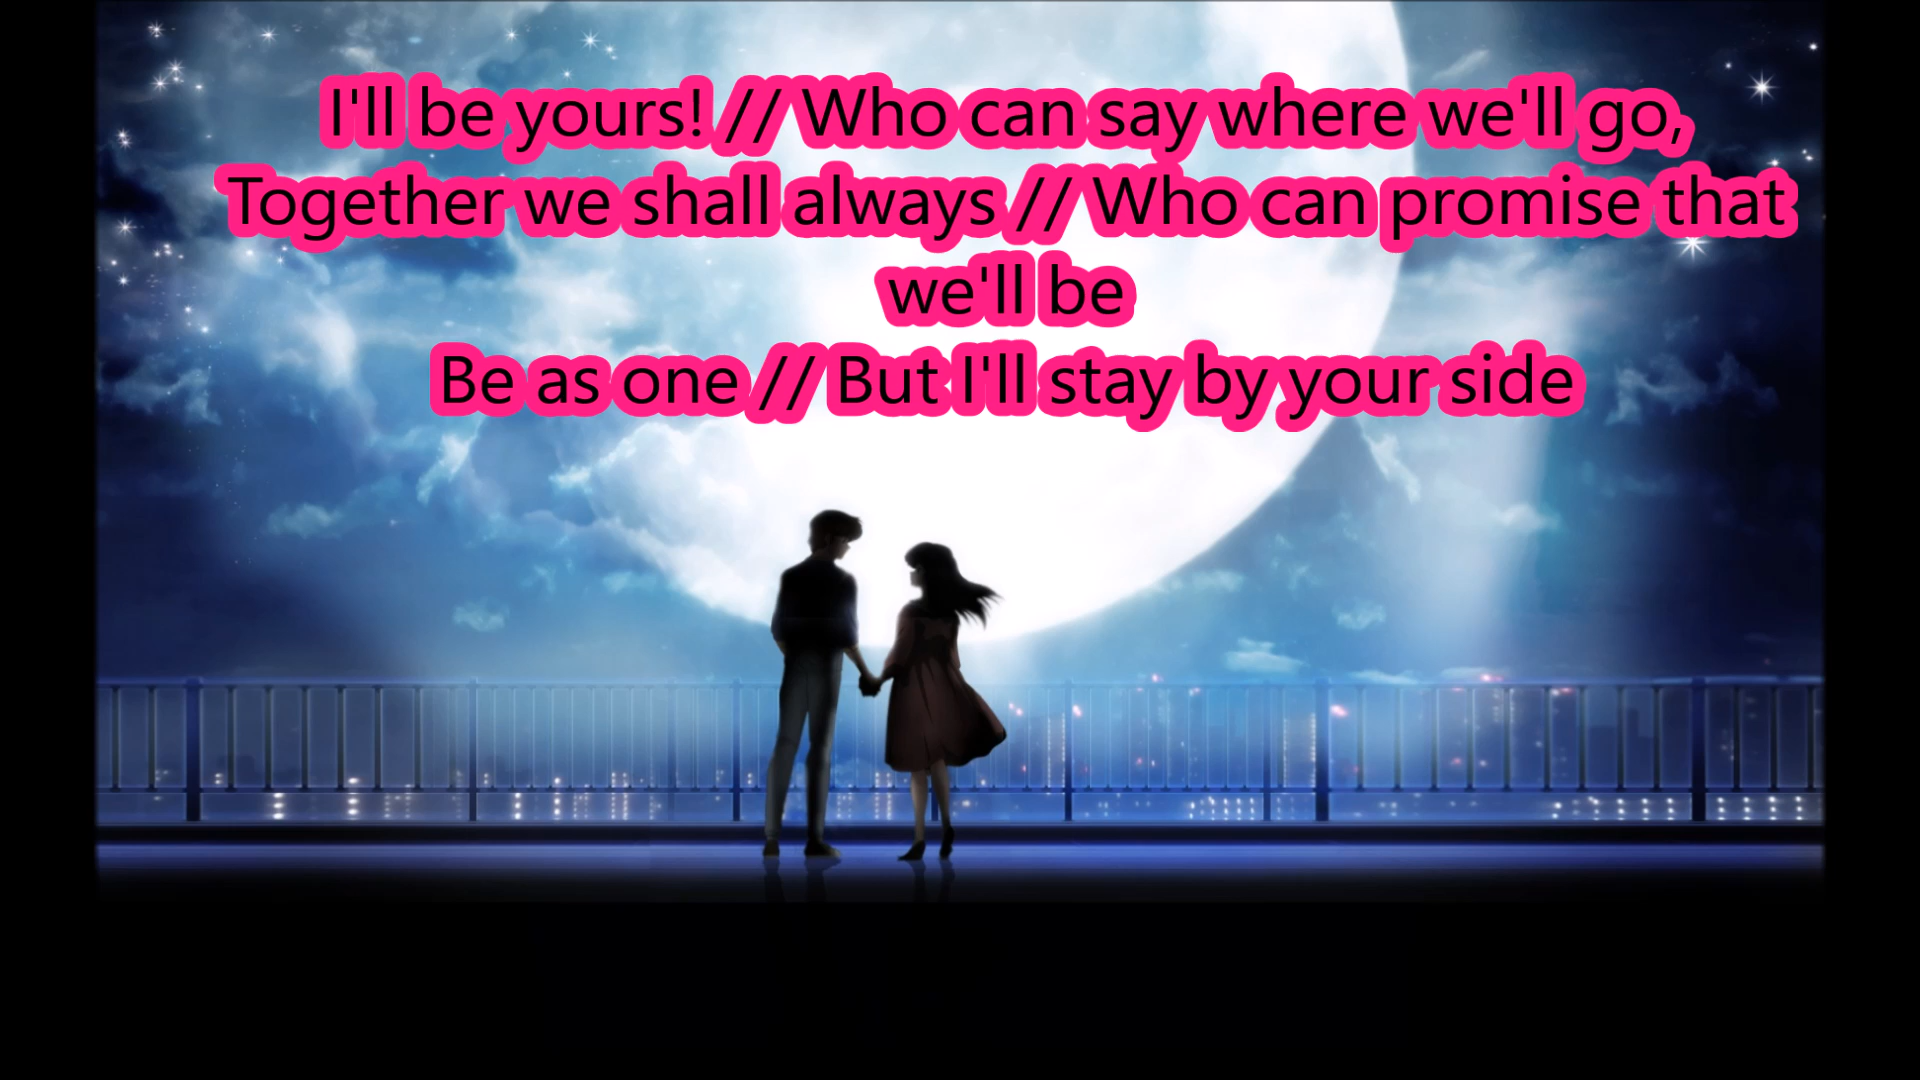 I'll be yours! // Who can say where we'll go,
Together we shall always // Who can promise that
we'll be
Be as one // But I'll stay by your side